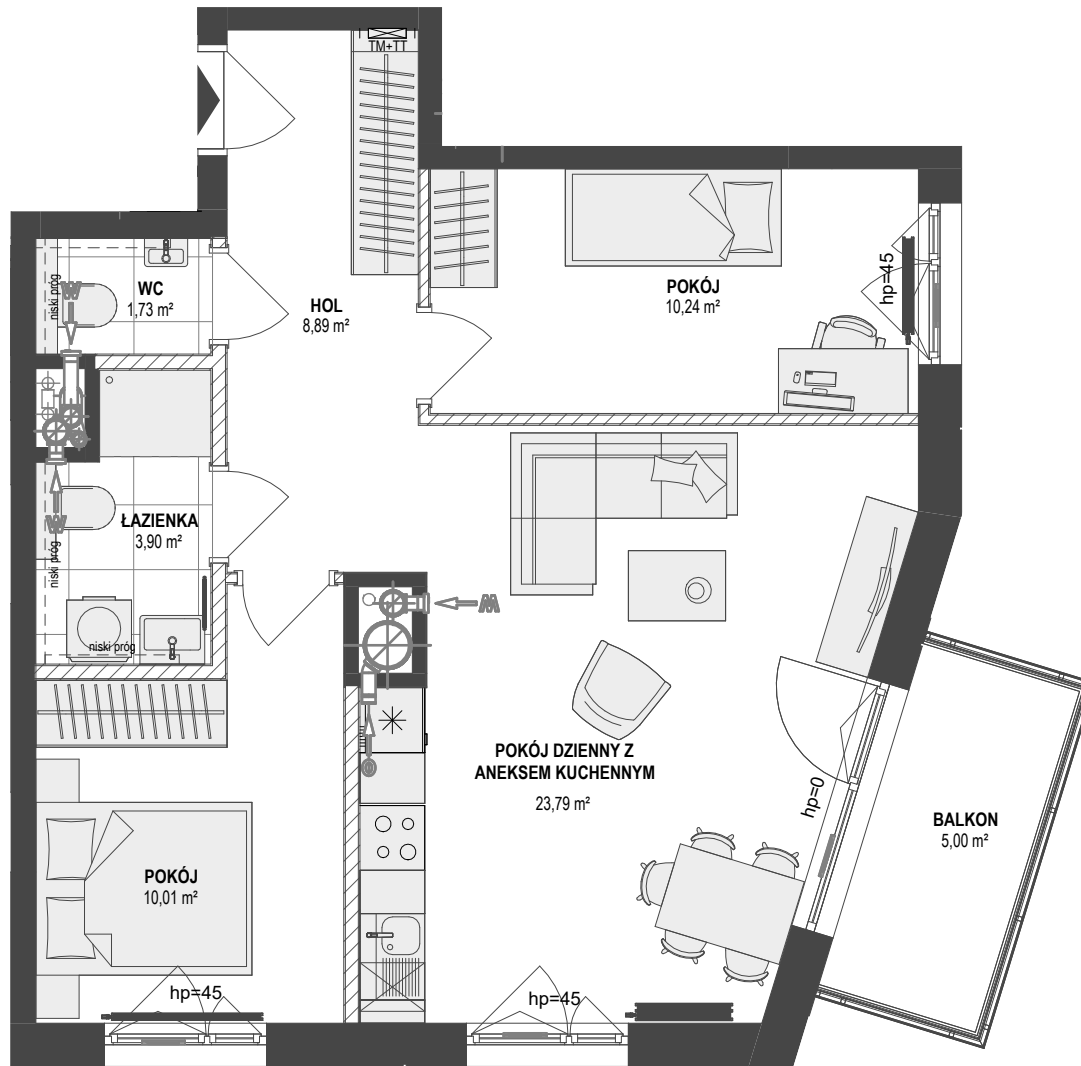 TM+TT
WC
1,73 m²
niski próg
W
HOL
8,89 m²
POKÓJ
10,24 m²
hp=45
ŁAZIENKA
3,90 m²
W
niski próg
niski próg
W
POKÓJ DZIENNY Z
ANEKSEM KUCHENNYM
23,79 m²
hp=0
BALKON
5,00 m²
POKÓJ
10,01 m²
hp=45
hp=45